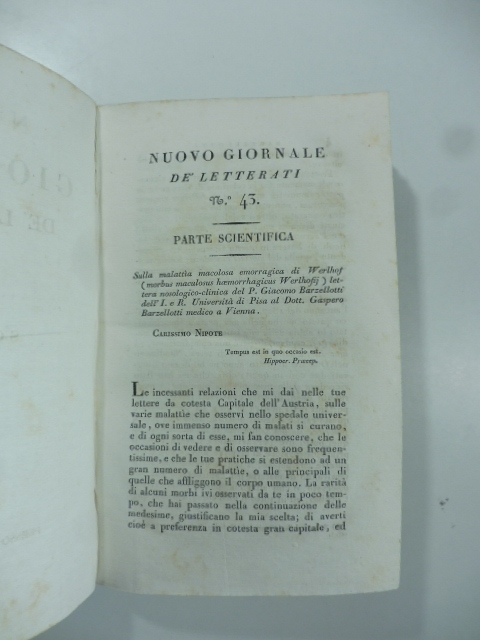 NUOVO GIORNALE
DE' LETTERATI
N.º 43.
PARTE SCIENTIFICA
Sulla malattìa macolosa emorragica di Werlhof
(morbus maculosus hæmorrhagicus Werlhofij) let-
tera nosologico-clinica del P. Giacomo Barzellotti
dell'I. e R. Università di Pisa al Dott. Gaspero
Barzellotti medico a Vienna.
CARISSIMO NIPOTE
Tempus est in quo occasio est.
Hippocr. Præcep.
Le incessanti relazioni che mi dai nelle tue
lettere da cotesta Capitale dell'Austria, sulle
varie malattìe che osservi nello spedale univer-
sale, ove immenso numero di malati si curano,
e di ogni sorta di esse, mi fan conoscere, che le
occasioni di vedere e di osservare sono frequen-
tissime, e che le tue pratiche si estendono ad un
gran numero di malattìe, o alle principali di
quelle che affliggono il corpo umano. La rarità
di alcuni morbi ivi osservati da te in poco tem-
po, che hai passato nella continuazione delle
medesime, giustificano la mia scelta; di averti
cioè a preferenza in cotesta gran capitale, ed